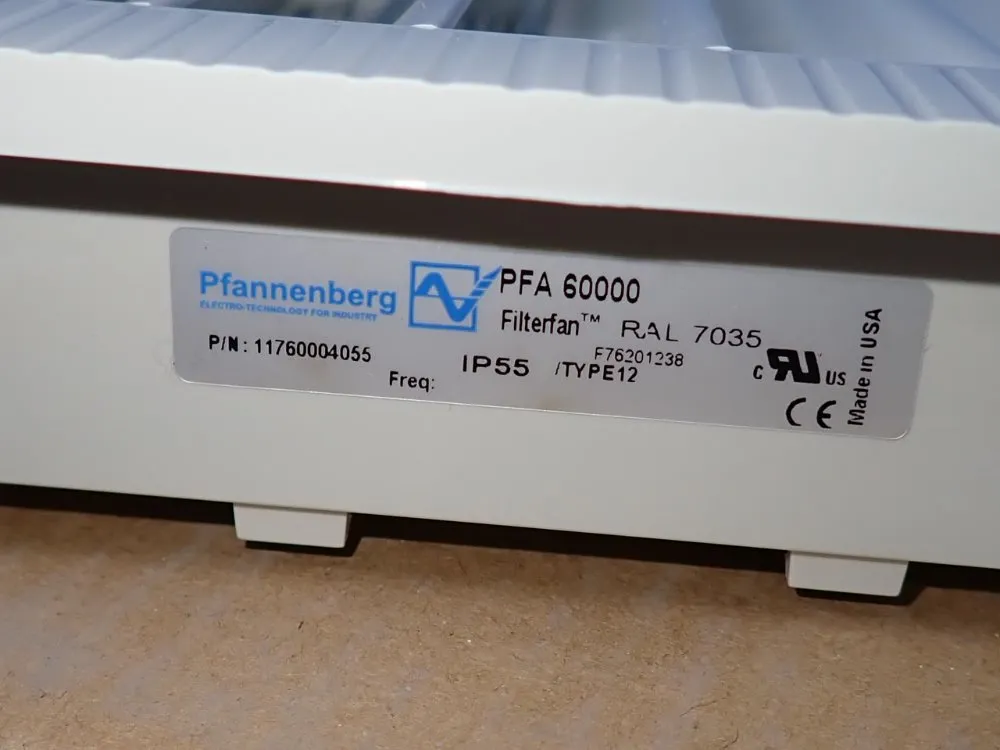 Pfannenberg
ELECTRO-TECHNOLOGY FOR INDUSTRY
PFA 60000
Filterfan™ RAL 7035
P/N: 11760004055
Freq:
IP55 /TYPE12
F76201238
C RU US
CE
Made in USA